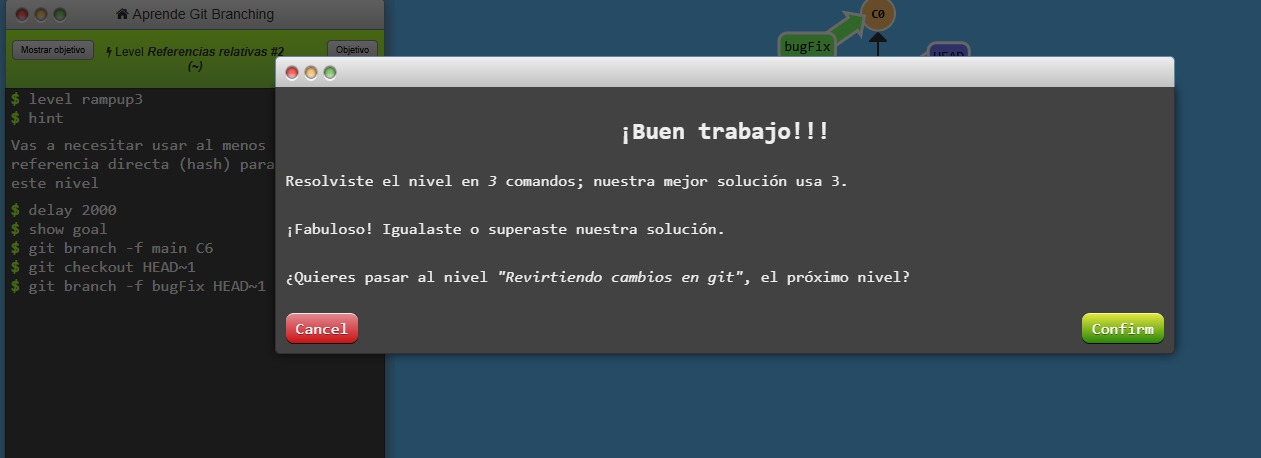 Aprende Git Branching
Mostrar objetivo
Level Referencias relativas #2
(~)
Objetivo
$ level rampup3
$ hint
Vas a necesitar usar al menos
referencia directa (hash) para
este nivel
$ delay 2000
$ show goal
$ git branch -f main C6
$ git checkout HEAD~1
$ git branch -f bugFix HEAD~1
C0
bugFix
HEAD
¡Buen trabajo!!!
Resolviste el nivel en 3 comandos; nuestra mejor solución usa 3.
¡Fabuloso! Igualaste o superaste nuestra solución.
¿Quieres pasar al nivel "Revirtiendo cambios en git", el próximo nivel?
Cancel
Confirm